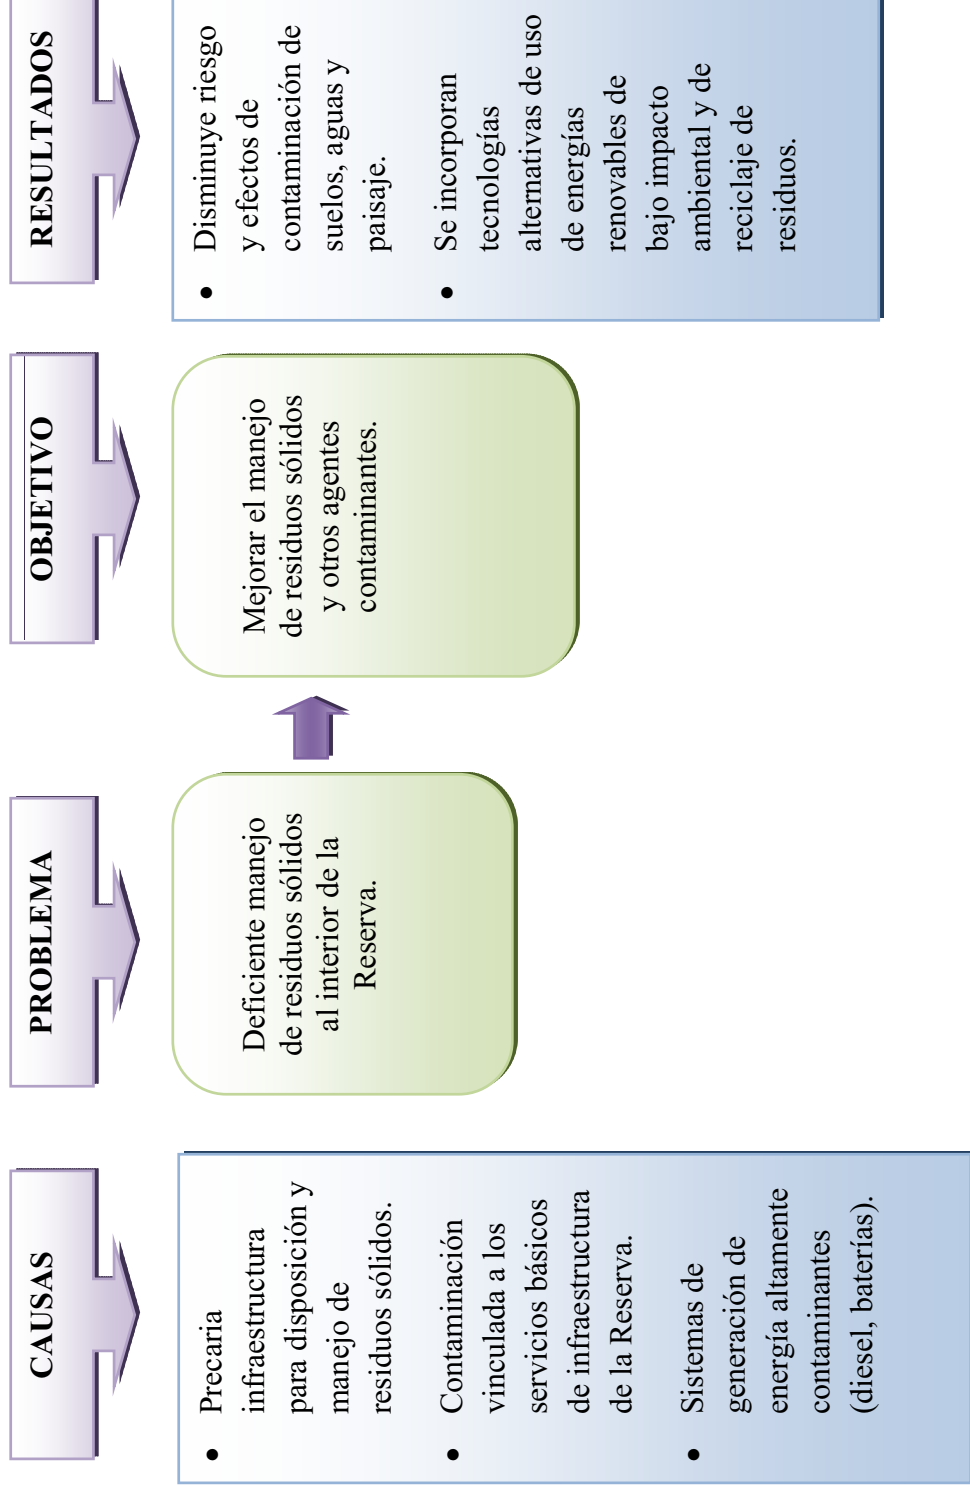 CAUSAS
• Precaria
infraestructura
para disposición y
manejo de
residuos sólidos.
• Contaminación
vinculada a los
servicios básicos
de infraestructura
de la Reserva.
• Sistemas de
generación de
energía altamente
contaminantes
(diesel, baterías).
PROBLEMA
Deficiente manejo
de residuos sólidos
al interior de la
Reserva.
OBJETIVO
Mejorar el manejo
de residuos sólidos
y otros agentes
contaminantes.
RESULTADOS
• Disminuye riesgo
y efectos de
contaminación de
suelos, aguas y
paisaje.
• Se incorporan
tecnologías
alternativas de uso
de energías
renovables de
bajo impacto
ambiental y de
reciclaje de
residuos.